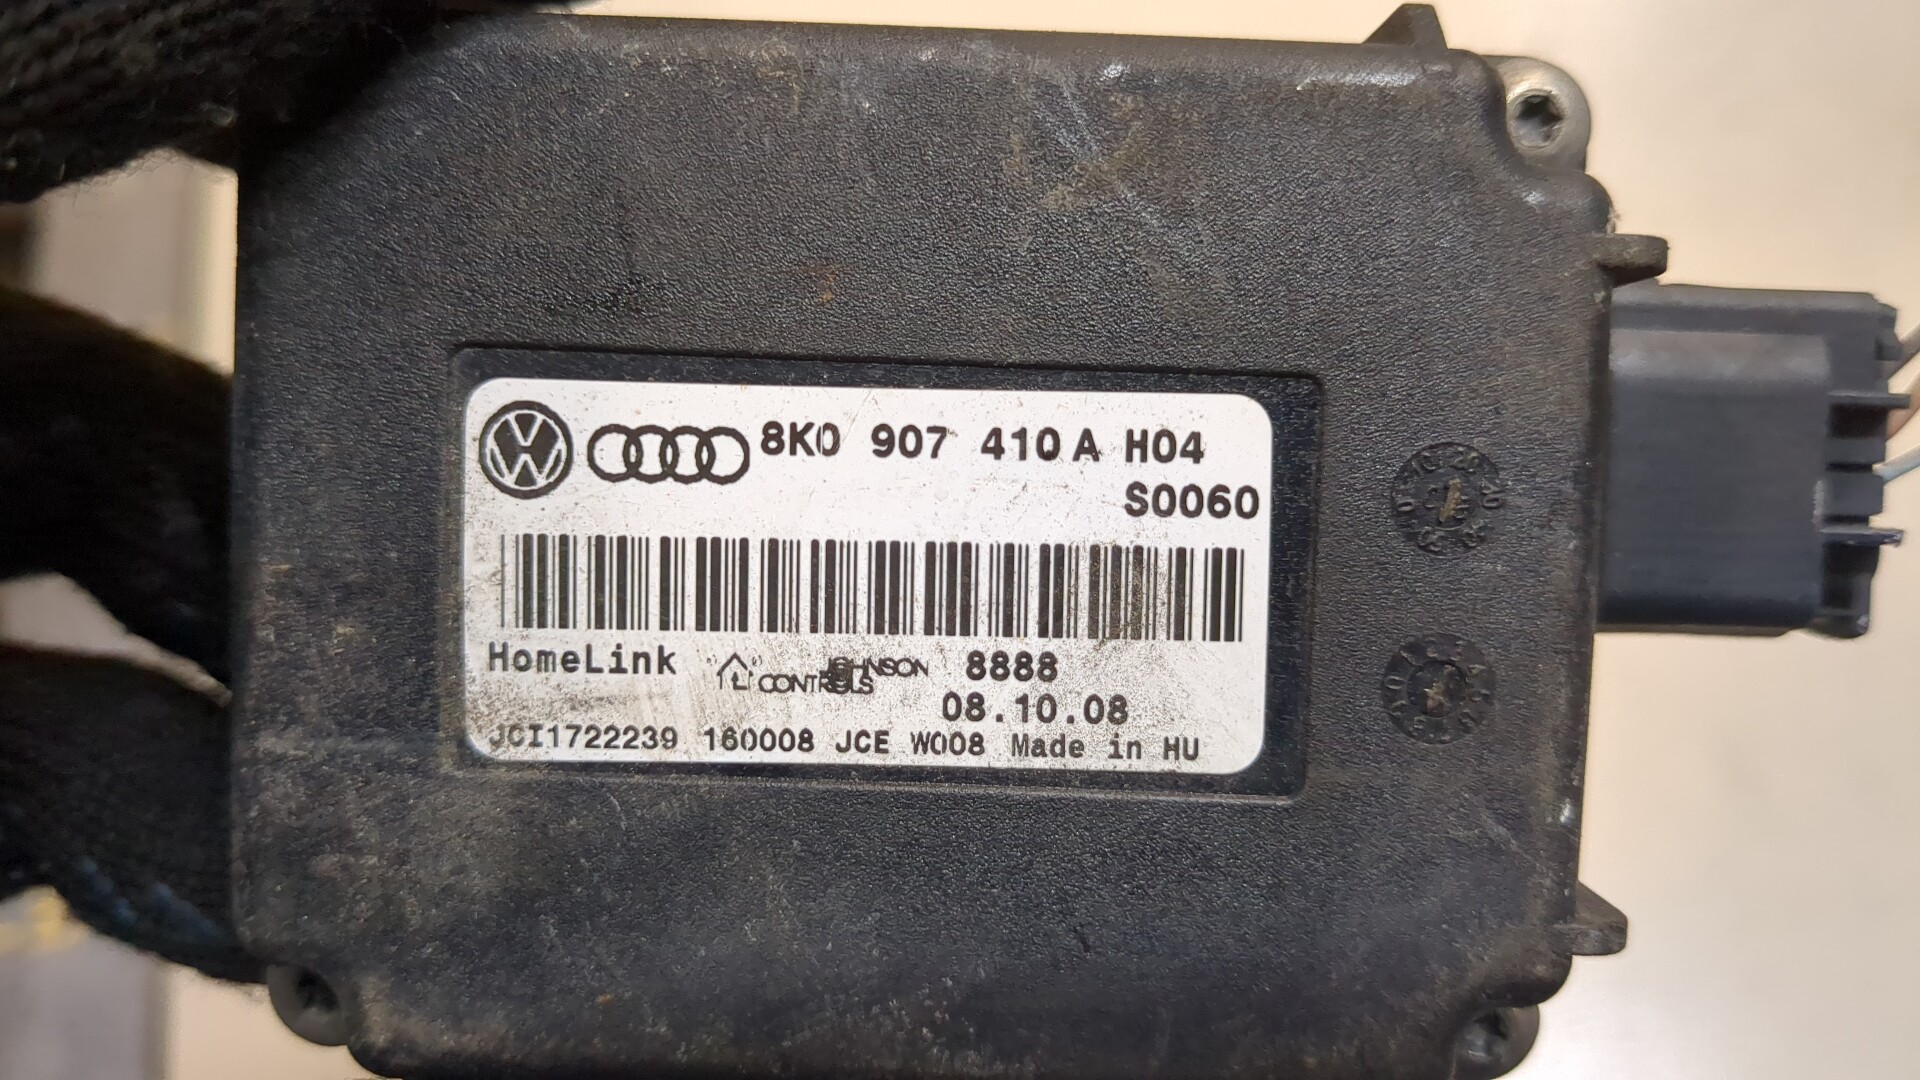 8K0 907 410 A H04
S0060
HomeLink JOHNSON CONTROLS 8888
08.10.08
JCI1722239 160008 JCE W008 Made in HU